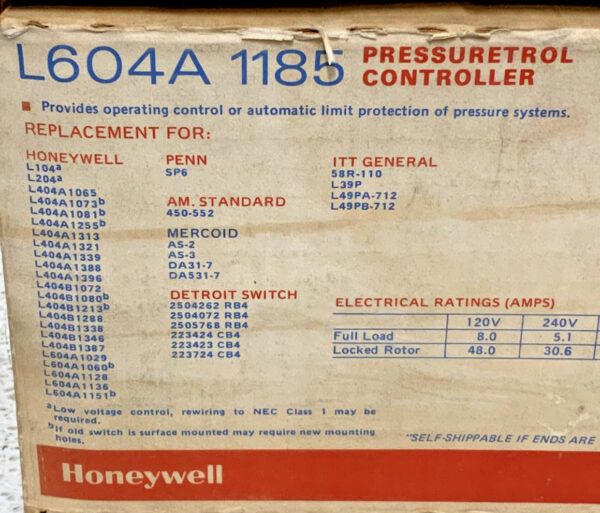 L604A 1185 PRESSURETROL
CONTROLLER
■ Provides operating control or automatic limit protection of pressure systems.
REPLACEMENT FOR:
HONEYWELL
L104a
L204a
L404A1065
L404A1073b
L404A1081b
L404A1255b
L404A1313
L404A1321
L404A1339
L404A1388
L404A1396
L404B1072
L404B1080b
L404B1213b
L404B1288
L404B1338
L404B1346
L404B1387
L604A1029
L604A1060b
L604A1128
L604A1136
L604A1151b
PENN
SP6
AM. STANDARD
450-552
MERCOID
AS-2
AS-3
DA31-7
DA531-7
DETROIT SWITCH
2504262 RB4
2504072 RB4
2505768 RB4
223424 CB4
223423 CB4
223724 CB4
ITT GENERAL
58R-110
L39P
L49PA-712
L49PB-712
ELECTRICAL RATINGS (AMPS)
120V 240V
Full Load 8.0 5.1
Locked Rotor 48.0 30.6
aLow voltage control, rewiring to NEC Class 1 may be
required.
bIf old switch is surface mounted may require new mounting
holes.
"SELF-SHIPPABLE IF ENDS ARE
Honeywell